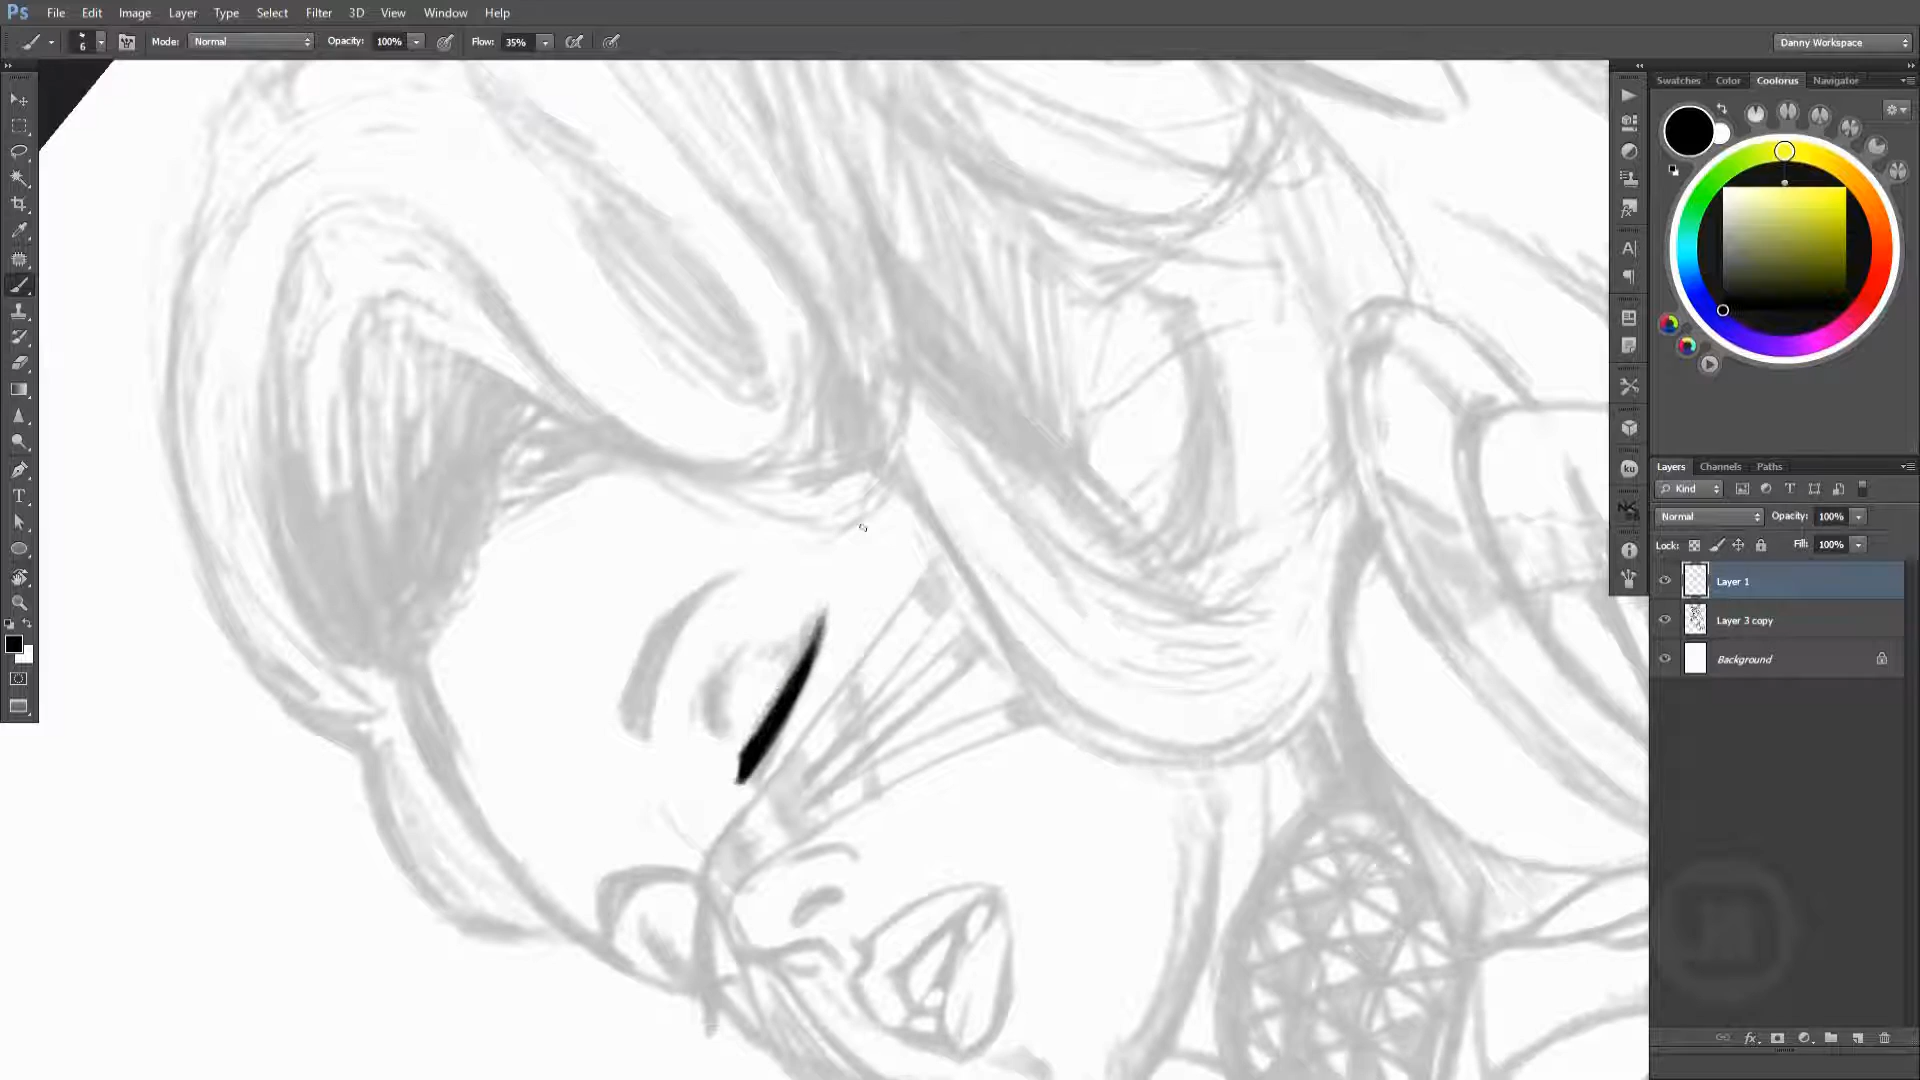 Ps File Edit Image Layer Type Select Filter 3D View Window Help
6 Mode: Normal Opacity: 100% Flow: 35% Danny Workspace
Swatches Color Coolorus Navigator
ku
Layers Channels Paths
Kind
Normal Opacity: 100%
Lock: Fill: 100%
Layer 1
Layer 3 copy
Background